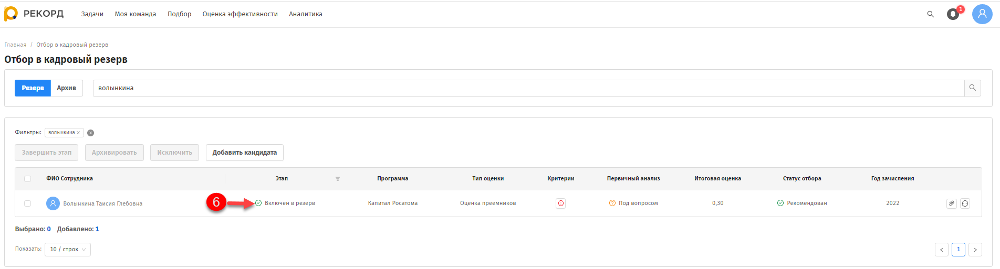 РЕКОРД Задачи Моя команда Подбор Оценка эффективности Аналитика 1
Главная / Отбор в кадровый резерв
Отбор в кадровый резерв
Резерв Архив волынкина
Фильтры: волынкина
Завершить этап Архивировать Исключить Добавить кандидата
ФИО Сотрудника Этап Программа Тип оценки Критерии Первичный анализ Итоговая оценка Статус отбора Год зачисления
Волынкина Таисия Глебовна 6 Включен в резерв Капитал Росатома Оценка преемников Под вопросом 0,30 Рекомендован 2022
Выбрано: 0 Добавлено: 1
Показать: 10 / строк < 1 >